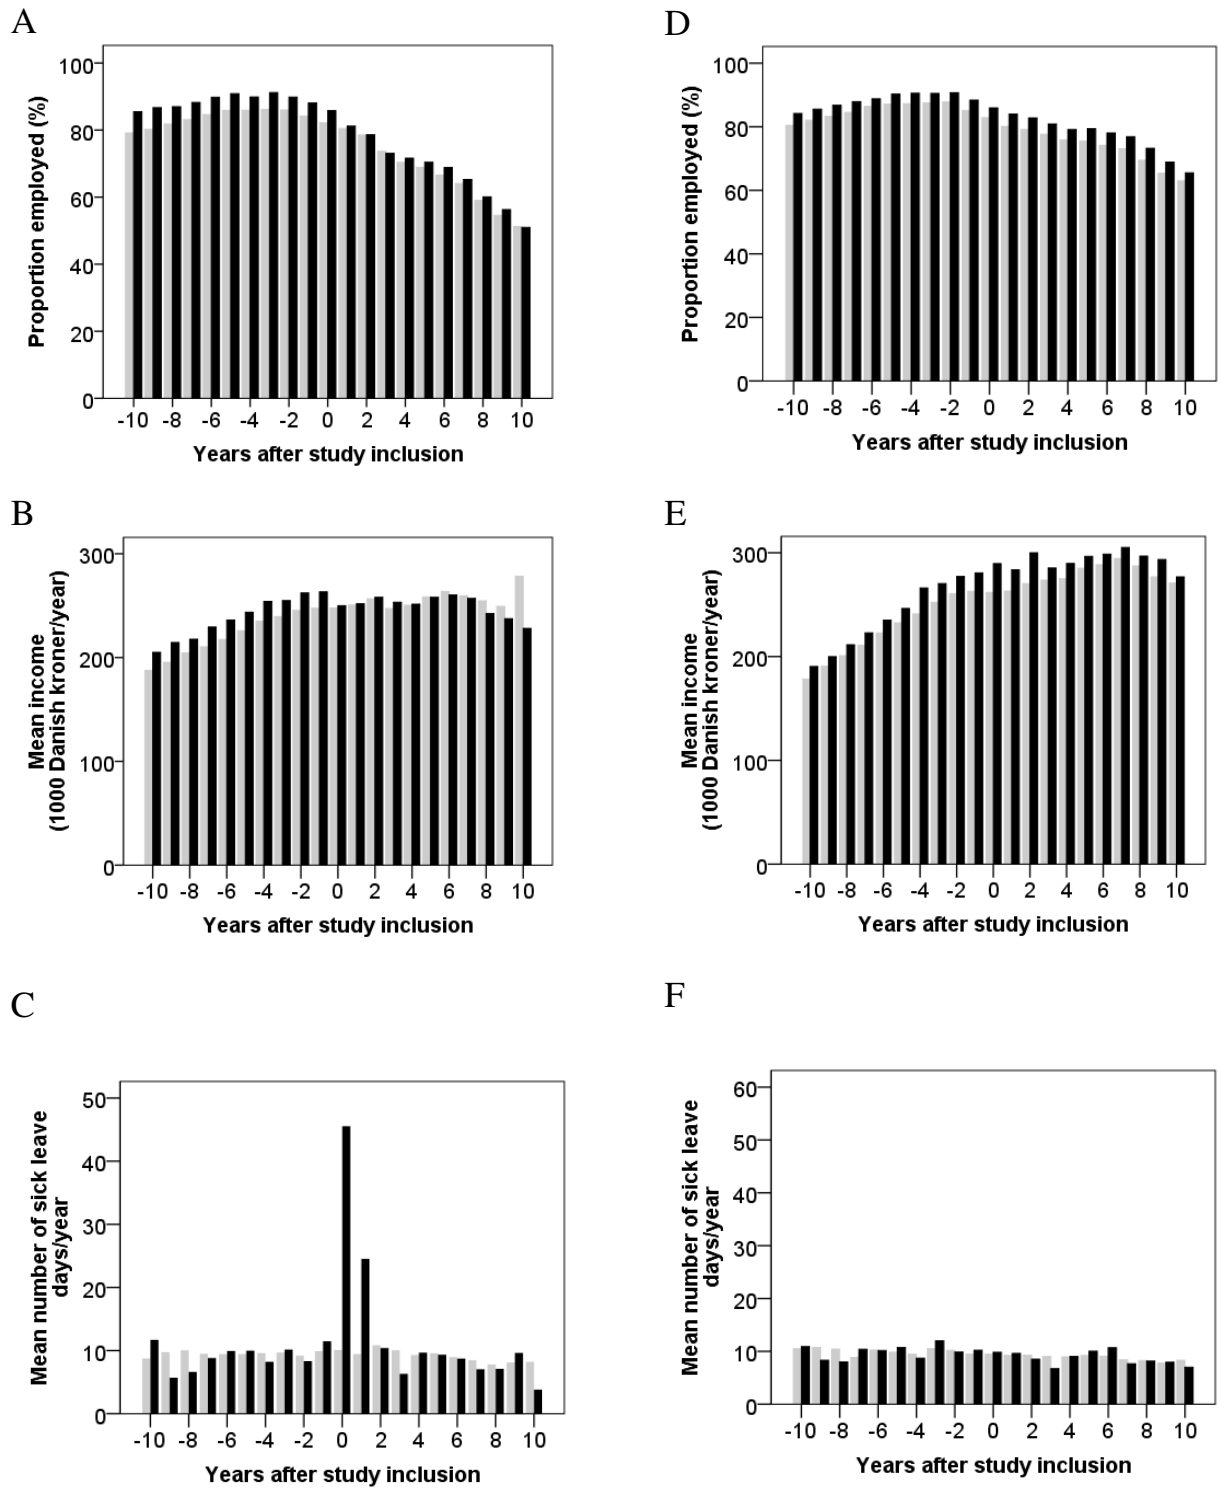 A
Proportion employed (%)
100
80
60
40
20
0
-10 -8 -6 -4 -2 0 2 4 6 8 10
Years after study inclusion
D
Proportion employed (%)
100
80
60
40
20
0
-10 -8 -6 -4 -2 0 2 4 6 8 10
Years after study inclusion
B
Mean income
(1000 Danish kroner/year)
300
200
100
0
-10 -8 -6 -4 -2 0 2 4 6 8 10
Years after study inclusion
E
Mean income
(1000 Danish kroner/year)
300
200
100
0
-10 -8 -6 -4 -2 0 2 4 6 8 10
Years after study inclusion
C
Mean number of sick leave
days/year
50
40
30
20
10
0
-10 -8 -6 -4 -2 0 2 4 6 8 10
Years after study inclusion
F
Mean number of sick leave
days/year
60
50
40
30
20
10
0
-10 -8 -6 -4 -2 0 2 4 6 8 10
Years after study inclusion